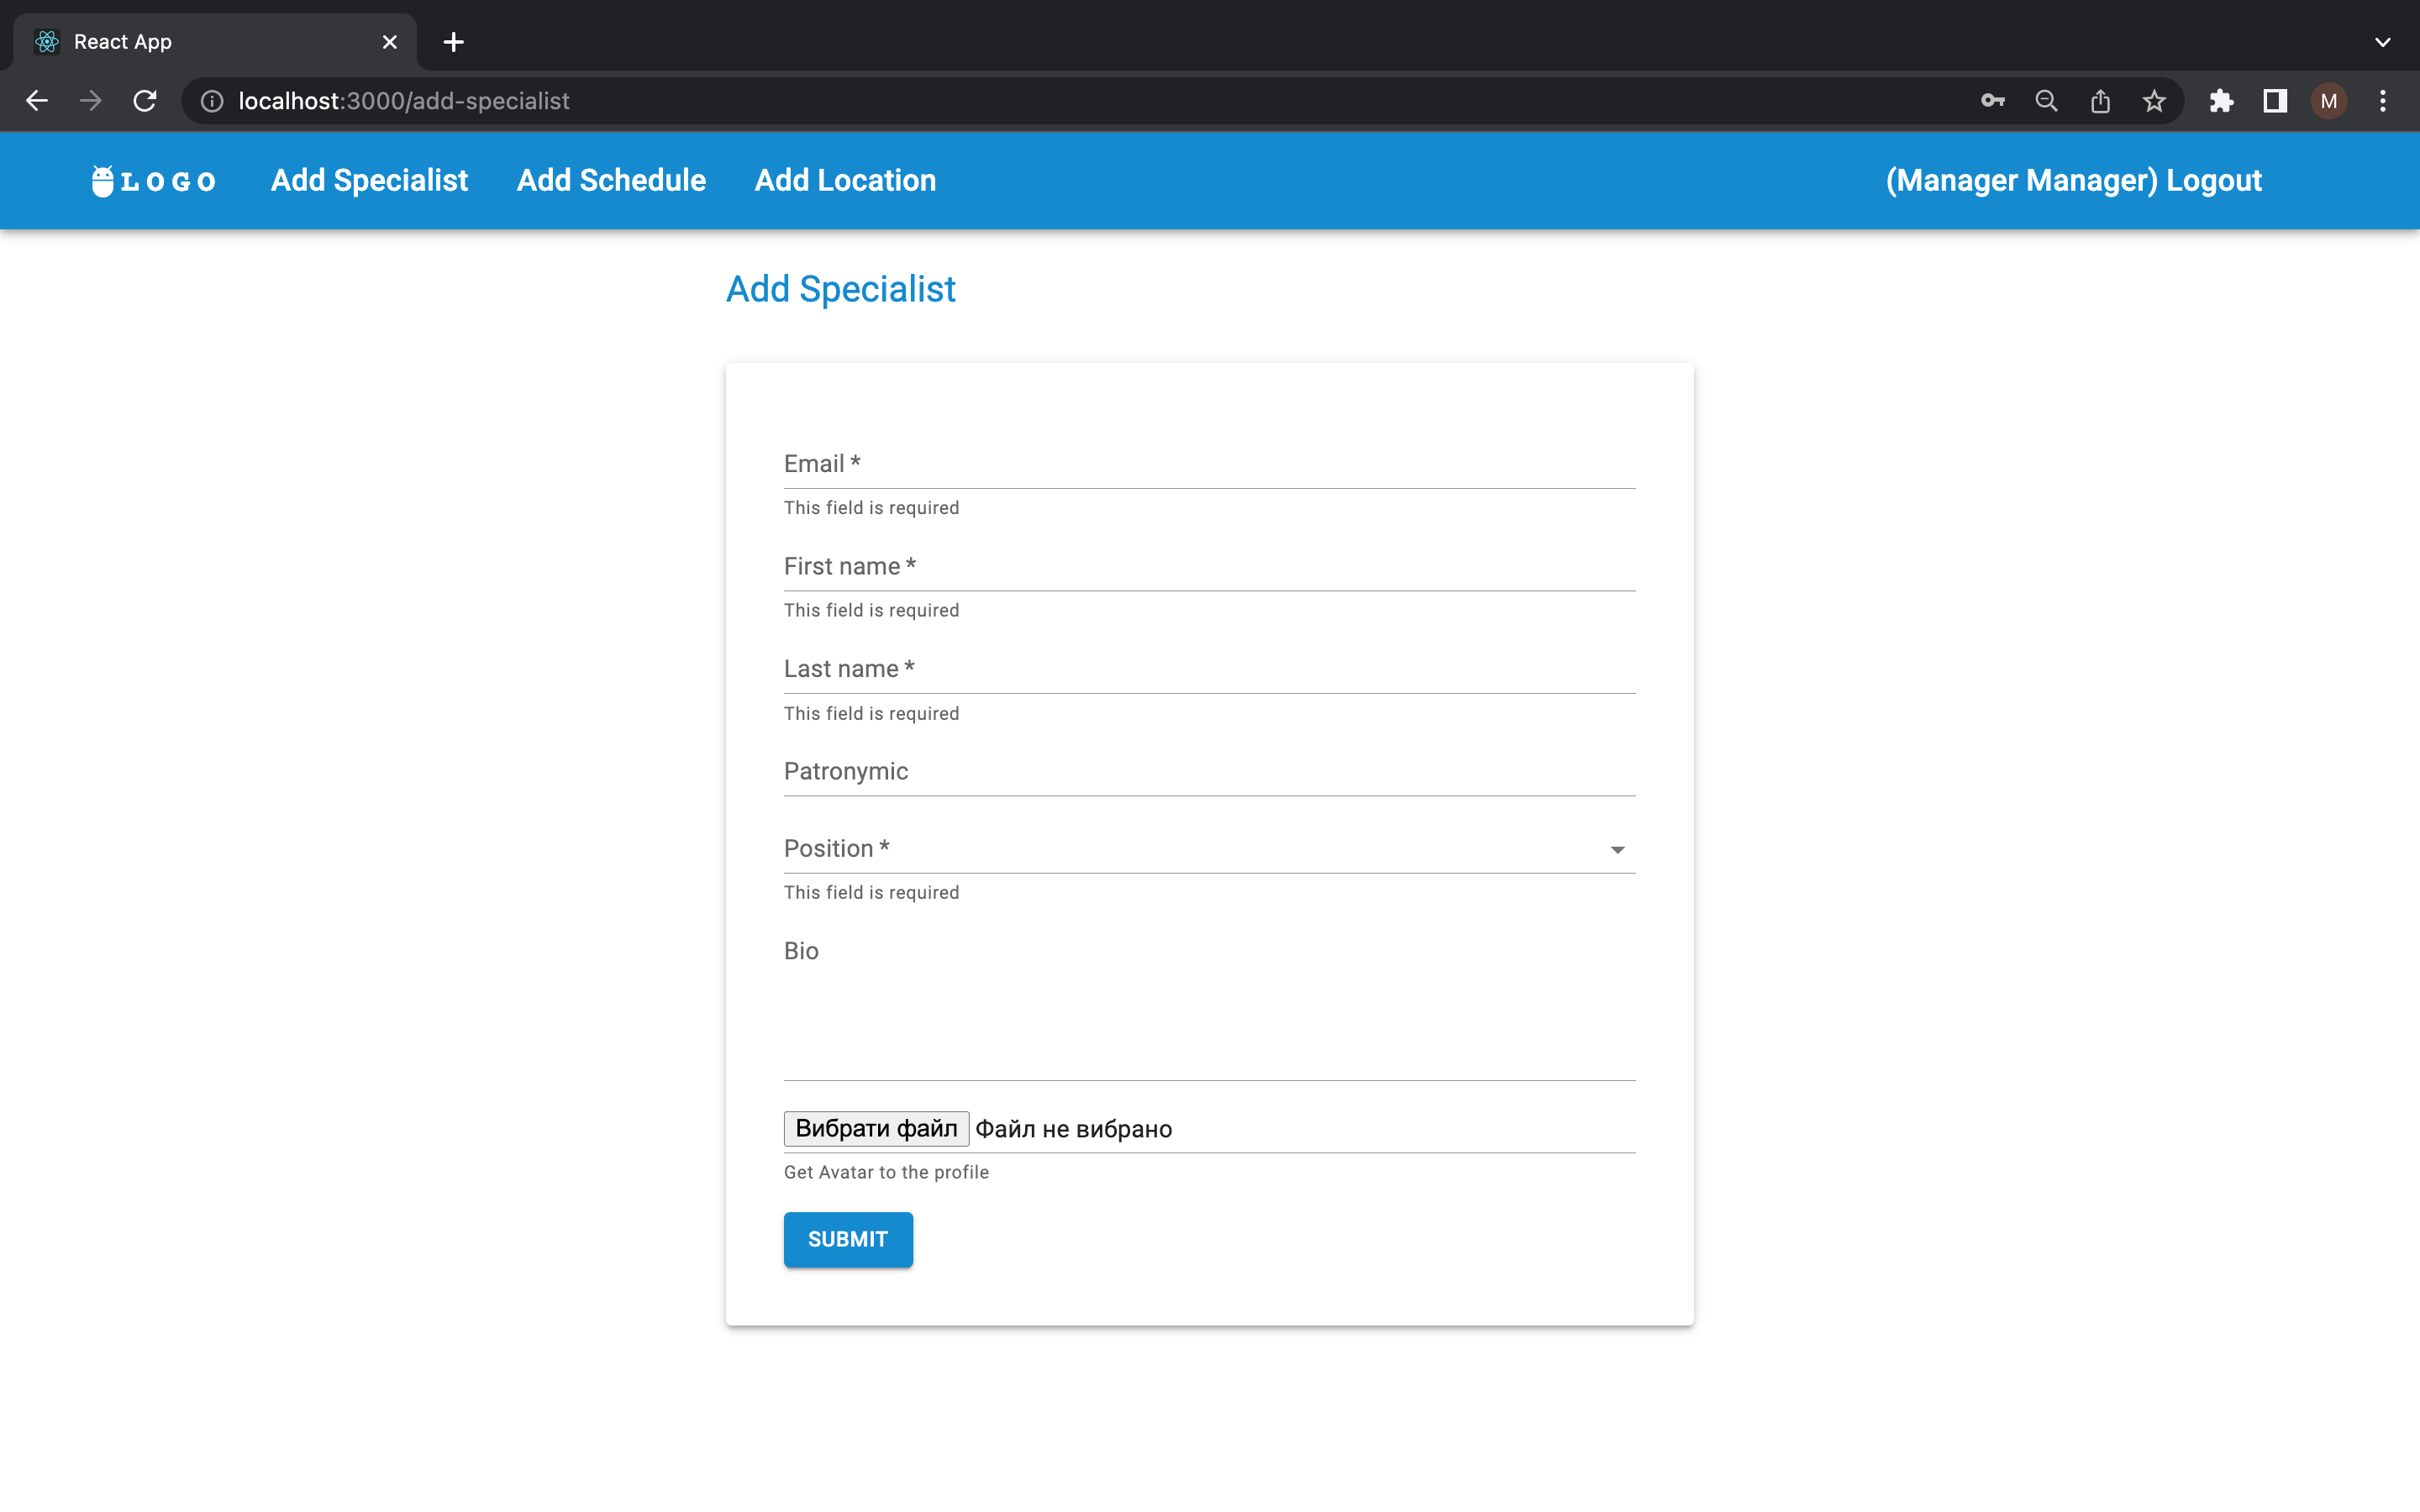 React App
localhost:3000/add-specialist
M
LOGO Add Specialist Add Schedule Add Location (Manager Manager) Logout
Add Specialist
Email *
This field is required
First name *
This field is required
Last name *
This field is required
Patronymic
Position *
This field is required
Bio
Вибрати файл Файл не вибрано
Get Avatar to the profile
SUBMIT